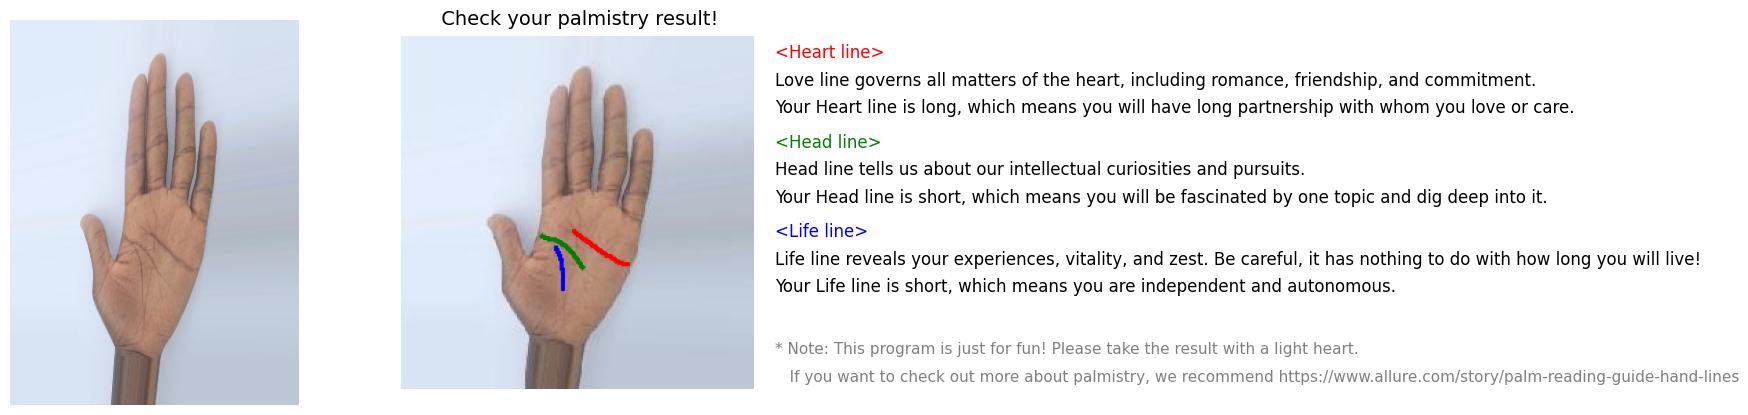 Check your palmistry result!
<Heart line>
Love line governs all matters of the heart, including romance, friendship, and commitment.
Your Heart line is long, which means you will have long partnership with whom you love or care.
<Head line>
Head line tells us about our intellectual curiosities and pursuits.
Your Head line is short, which means you will be fascinated by one topic and dig deep into it.
<Life line>
Life line reveals your experiences, vitality, and zest. Be careful, it has nothing to do with how long you will live!
Your Life line is short, which means you are independent and autonomous.
* Note: This program is just for fun! Please take the result with a light heart.
If you want to check out more about palmistry, we recommend https://www.allure.com/story/palm-reading-guide-hand-lines